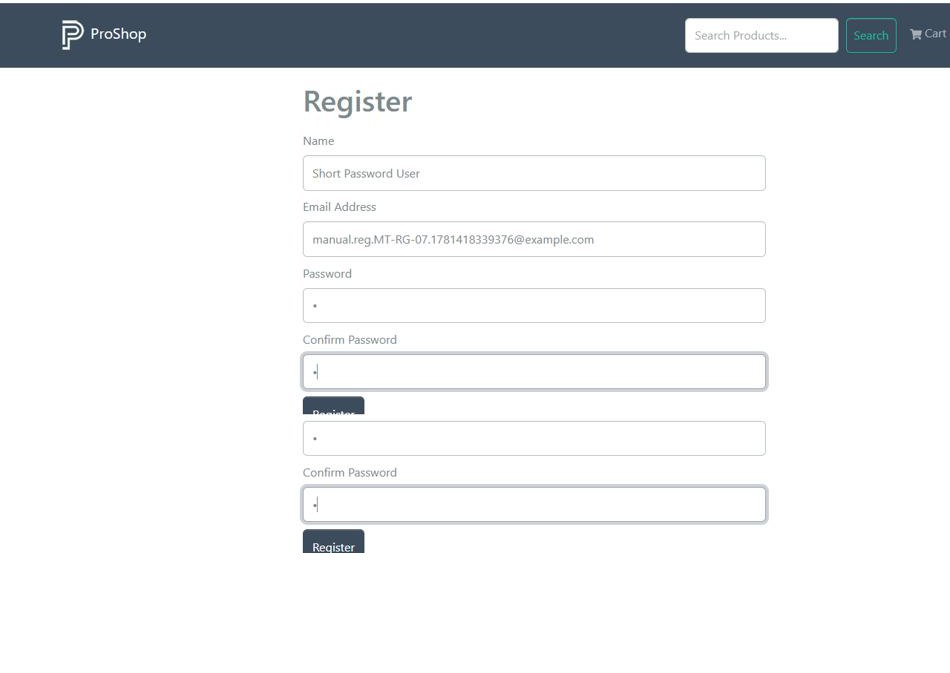 ProShop
Search Products...
Search
Cart
Register
Name
Short Password User
Email Address
manual.reg.MT-RG-07.1781418339376@example.com
Password
•
Confirm Password
•
Register
•
Confirm Password
•
Register